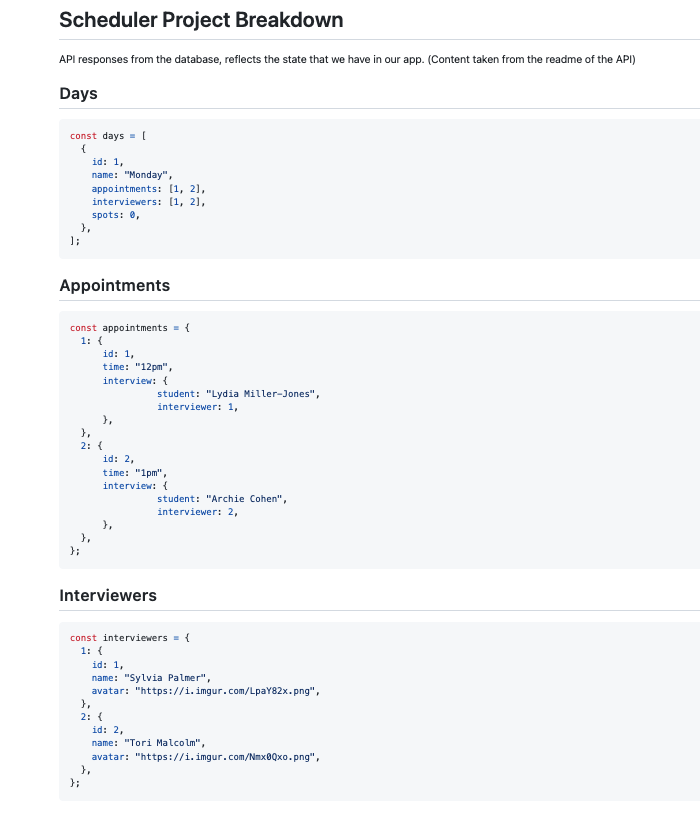 Scheduler Project Breakdown
API responses from the database, reflects the state that we have in our app. (Content taken from the readme of the API)
Days
const days = [
  {
    id: 1,
    name: "Monday",
    appointments: [1, 2],
    interviewers: [1, 2],
    spots: 0,
  },
];
Appointments
const appointments = {
  1: {
      id: 1,
      time: "12pm",
      interview: {
                student: "Lydia Miller-Jones",
                interviewer: 1,
      },
  },
  2: {
      id: 2,
      time: "1pm",
      interview: {
                student: "Archie Cohen",
                interviewer: 2,
      },
  },
};
Interviewers
const interviewers = {
  1: {
    id: 1,
    name: "Sylvia Palmer",
    avatar: "https://i.imgur.com/LpaY82x.png",
  },
  2: {
    id: 2,
    name: "Tori Malcolm",
    avatar: "https://i.imgur.com/Nmx0Qxo.png",
  },
};